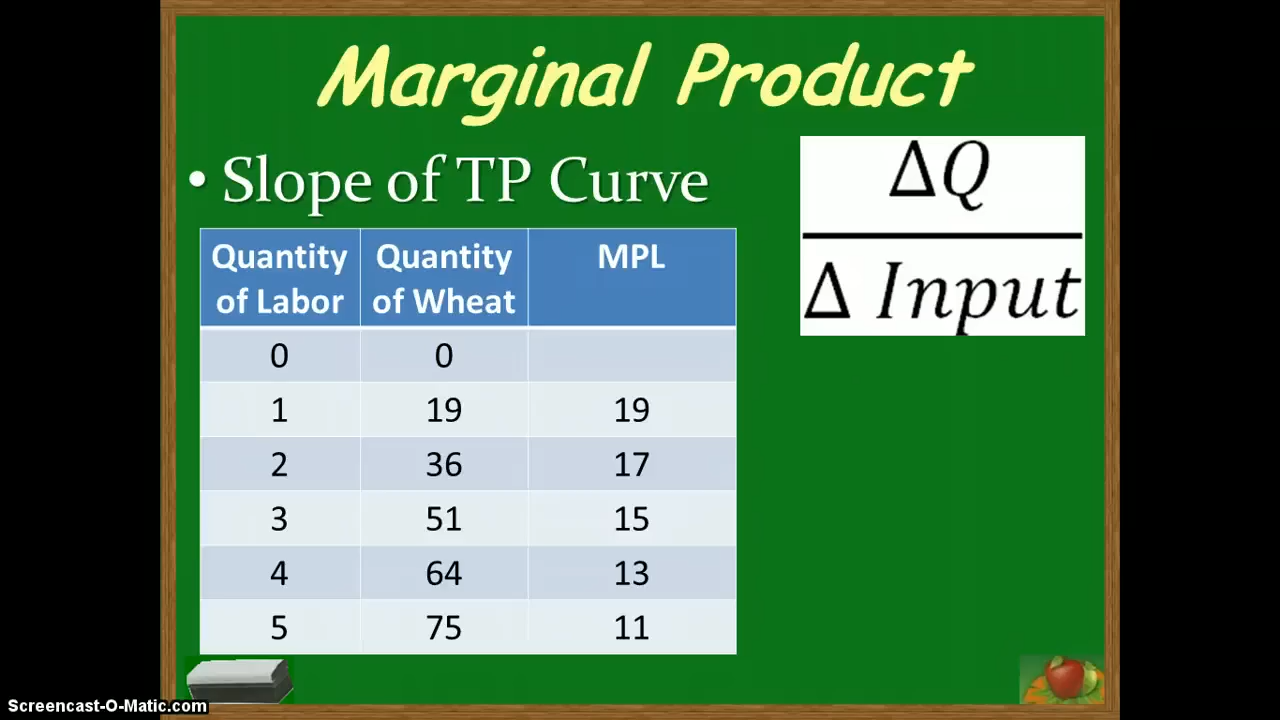 Marginal Product
• Slope of TP Curve
ΔQ
Δ Input
Quantity of Labor Quantity of Wheat MPL
0 0
1 19 19
2 36 17
3 51 15
4 64 13
5 75 11
Screencast-O-Matic.com